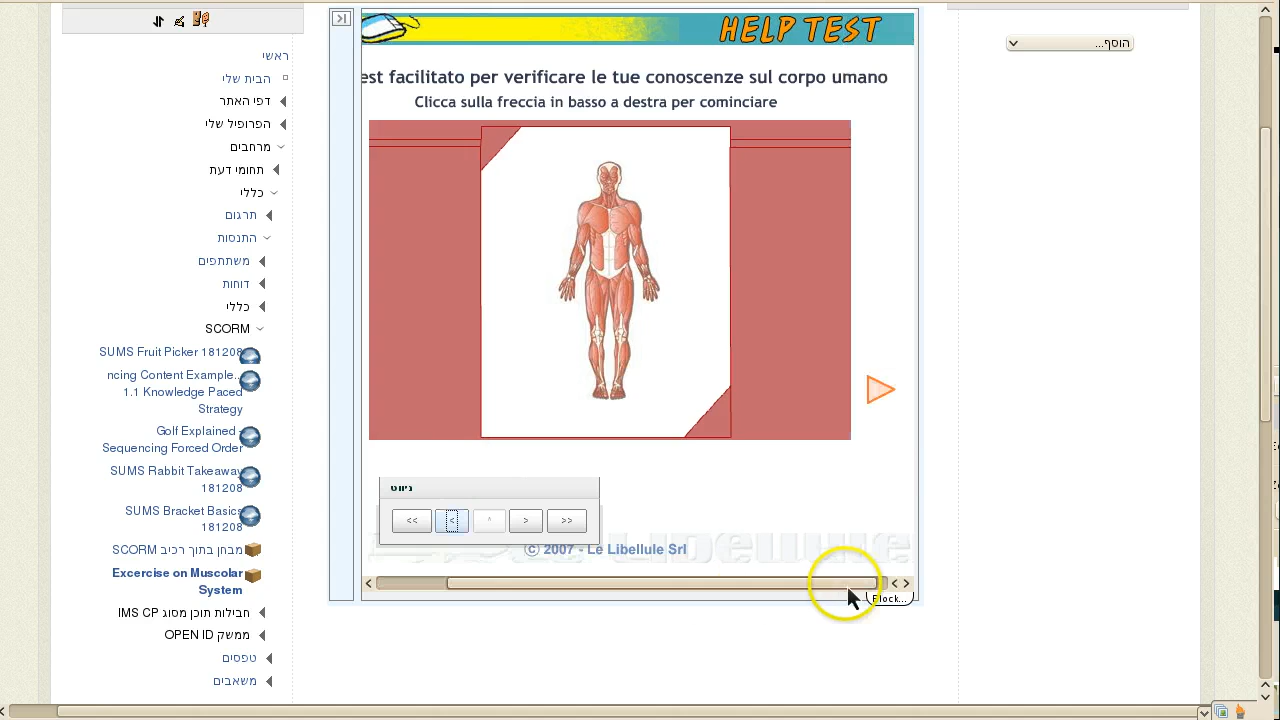 ראשי
הבית שלי
דפי האתר
הפרופיל שלי
מרחבים
תחומי דעת
כללי
תרגום
התנסות
משתתפים
דוחות
כללי
SCORM
SUMS Fruit Picker 181208
ncing Content Example...
1.1 Knowledge Paced
Strategy
Golf Explained -
Sequencing Forced Order
SUMS Rabbit Takeaway
181208
SUMS Bracket Basics
181208
מבחן בתוך רכיב SCORM
Excercise on Muscolar
System
חבילות תוכן מסוג IMS CP
ממשק OPEN ID
טפסים
משאבים
HELP TEST
est facilitato per verificare le tue conoscenze sul corpo umano
Clicca sulla freccia in basso a destra per cominciare
ניווט
<< < ^ > >>
Libellule
© 2007 - Le Libellule Srl
Block...
הוסף...